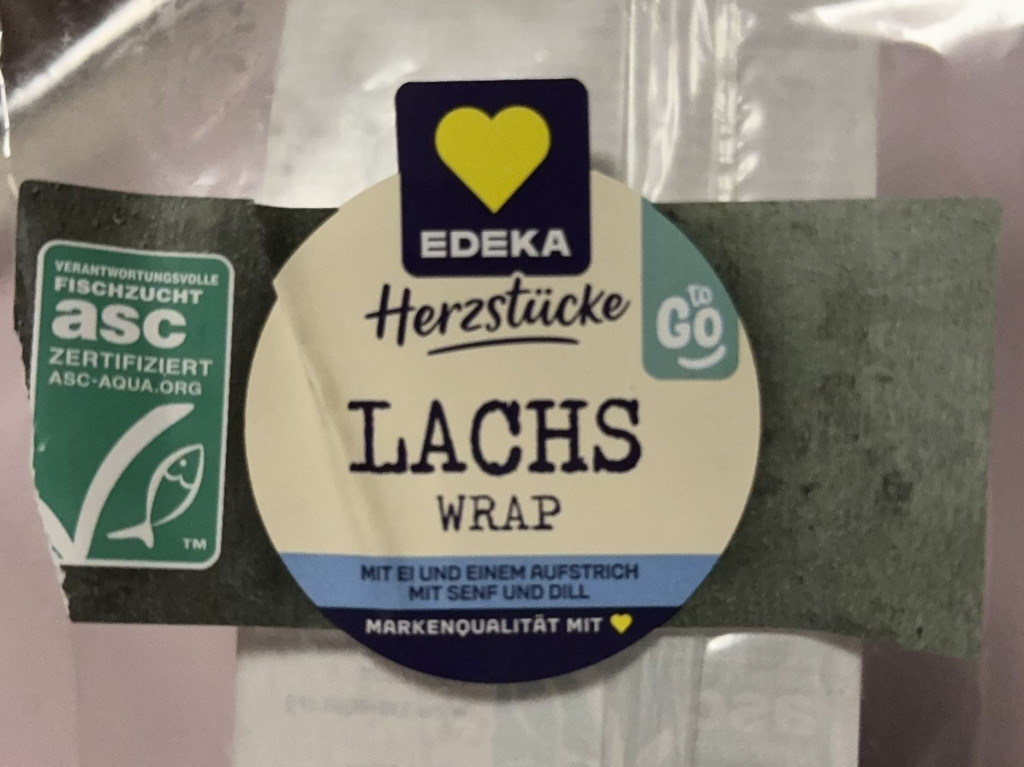 EDEKA
Herzstücke
to
Go
LACHS
WRAP
MIT EI UND EINEM AUFSTRICH
MIT SENF UND DILL
MARKENQUALITÄT MIT
VERANTWORTUNGSVOLLE
FISCHZUCHT
asc
ZERTIFIZIERT
ASC-AQUA.ORG
TM